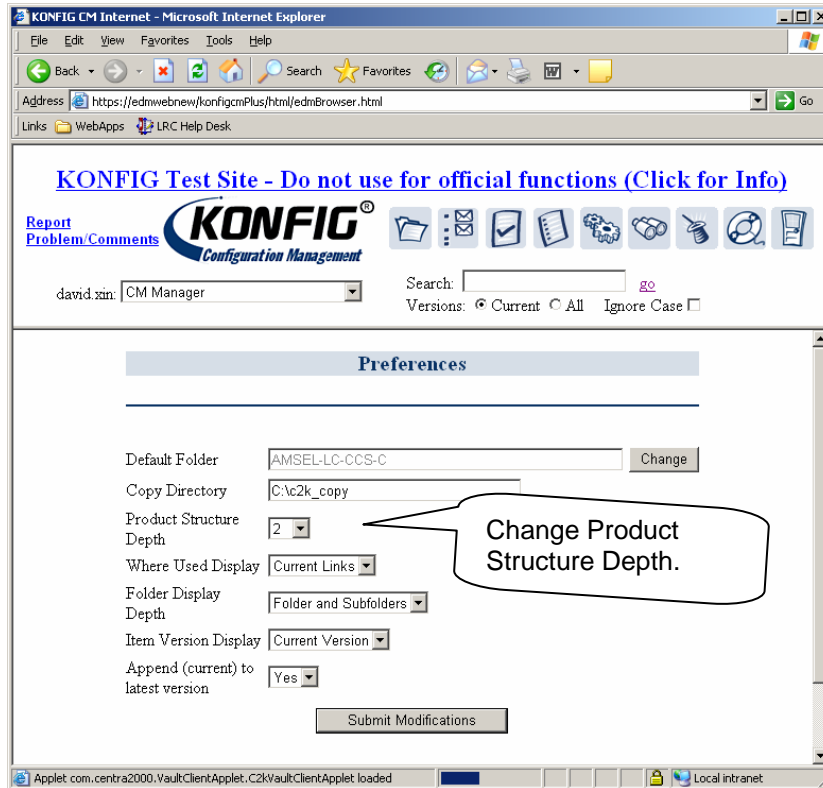 KONFIG CM Internet - Microsoft Internet Explorer
File Edit View Favorites Tools Help
Back Search Favorites
Address https://edmwebnew/konfigcmPlus/html/edmBrowser.html Go
Links WebApps LRC Help Desk
KONFIG Test Site - Do not use for official functions (Click for Info)
Report
Problem/Comments
KONFIG®
Configuration Management
david.xin: CM Manager
Search: go
Versions: Current All Ignore Case
Preferences
Default Folder AMSEL-LC-CCS-C Change
Copy Directory C:\c2k_copy
Product Structure
Depth
2
Change Product
Structure Depth.
Where Used Display Current Links
Folder Display
Depth
Folder and Subfolders
Item Version Display Current Version
Append (current) to
latest version
Yes
Submit Modifications
Applet com.centra2000.VaultClientApplet.C2kVaultClientApplet loaded Local intranet